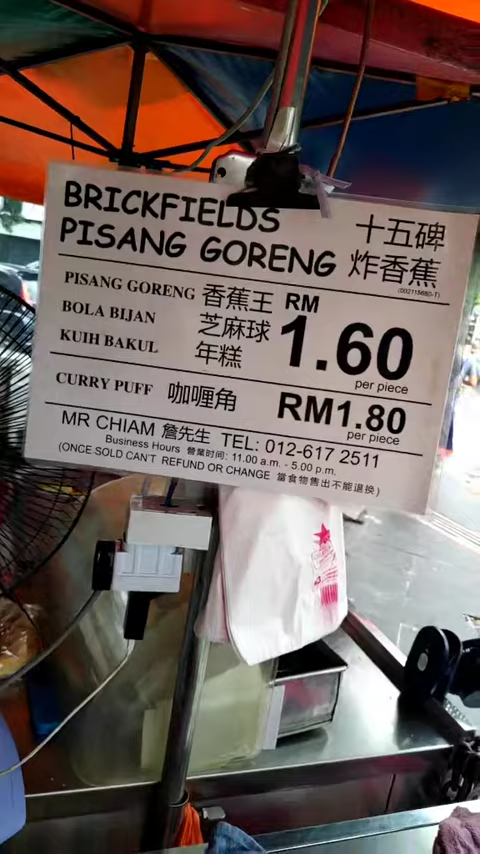 BRICKFIELDS 十五碑
PISANG GORENG 炸香蕉
(002115680-T)
PISANG GORENG 香蕉王 RM
BOLA BIJAN 芝麻球 1.60
KUIH BAKUL 年糕 per piece
CURRY PUFF 咖喱角 RM1.80
per piece
MR CHIAM 詹先生 TEL: 012-617 2511
Business Hours 營業时间: 11.00 a.m. - 5.00 p.m.
(ONCE SOLD CAN'T REFUND OR CHANGE 當食物售出不能退换)